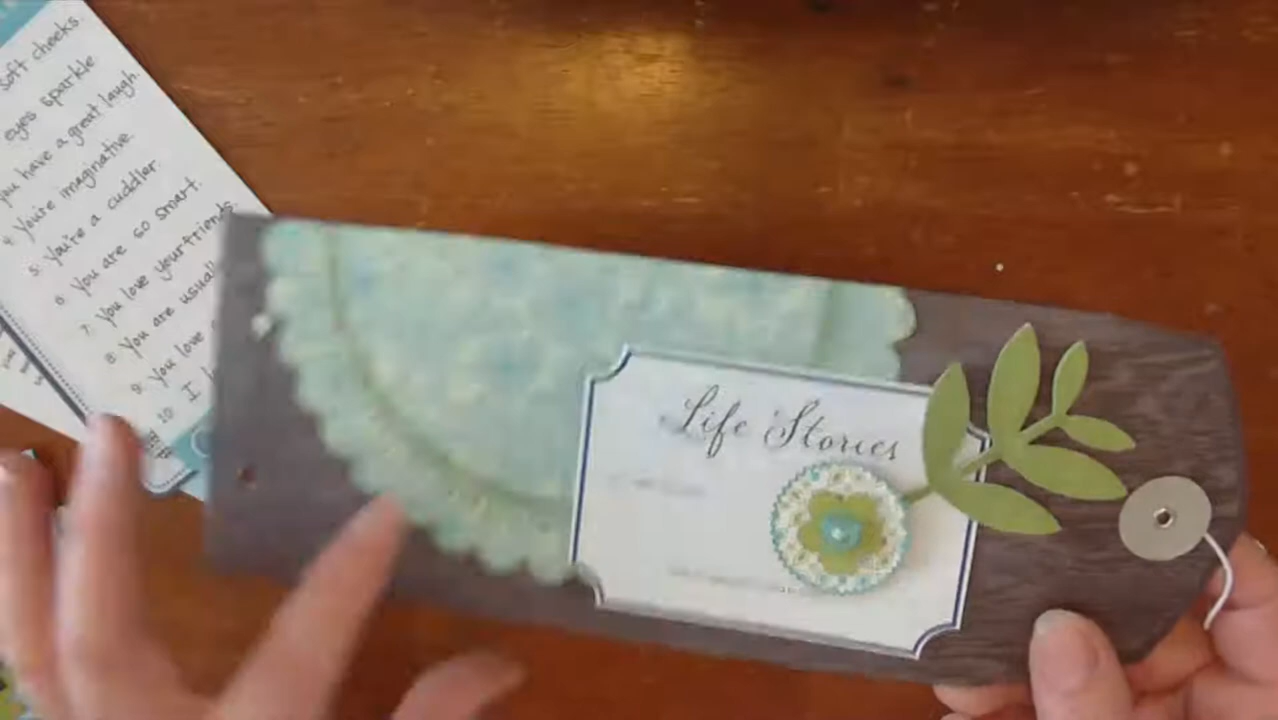 soft cheeks.
eyes sparkle
you have a great laugh.
4. You're imaginative.
5. You're a cuddler.
6. You are so smart.
7. You love your friends.
8. You are
9. You love
10. I
Life Stories